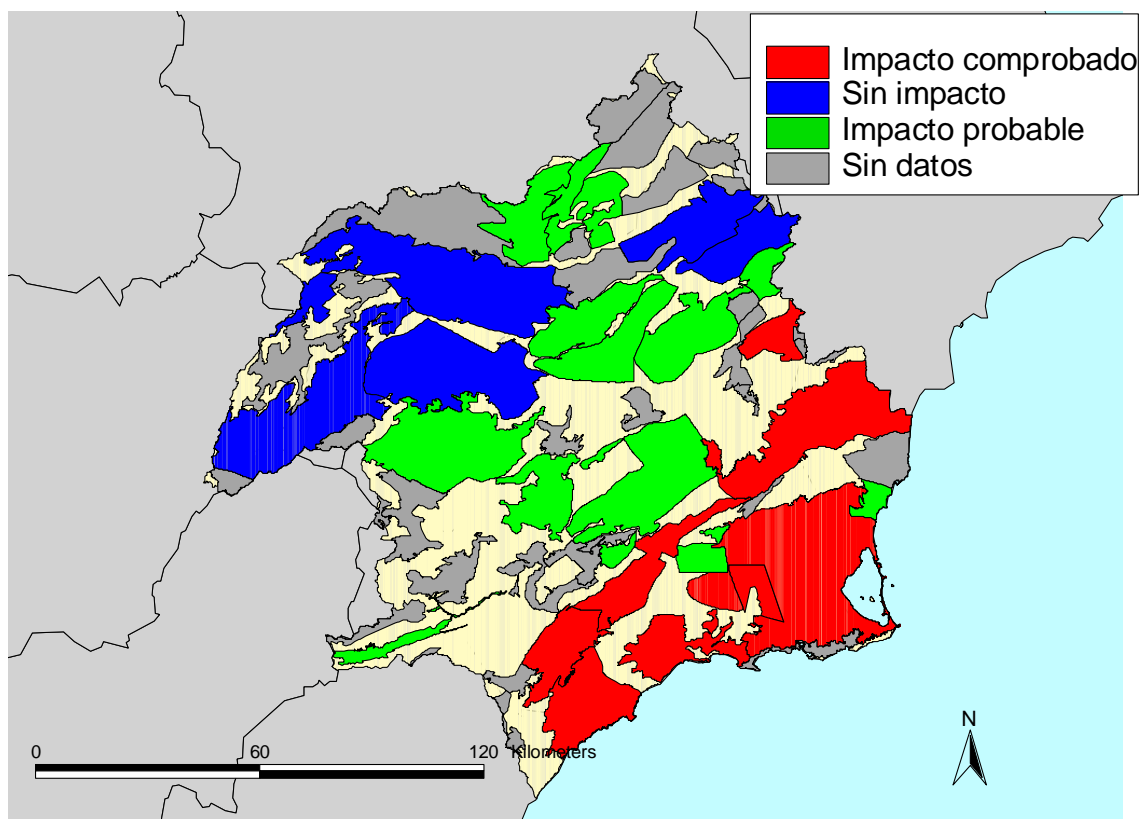 Impacto comprobado
Sin impacto
Impacto probable
Sin datos
N
0 60 120 Kilometers